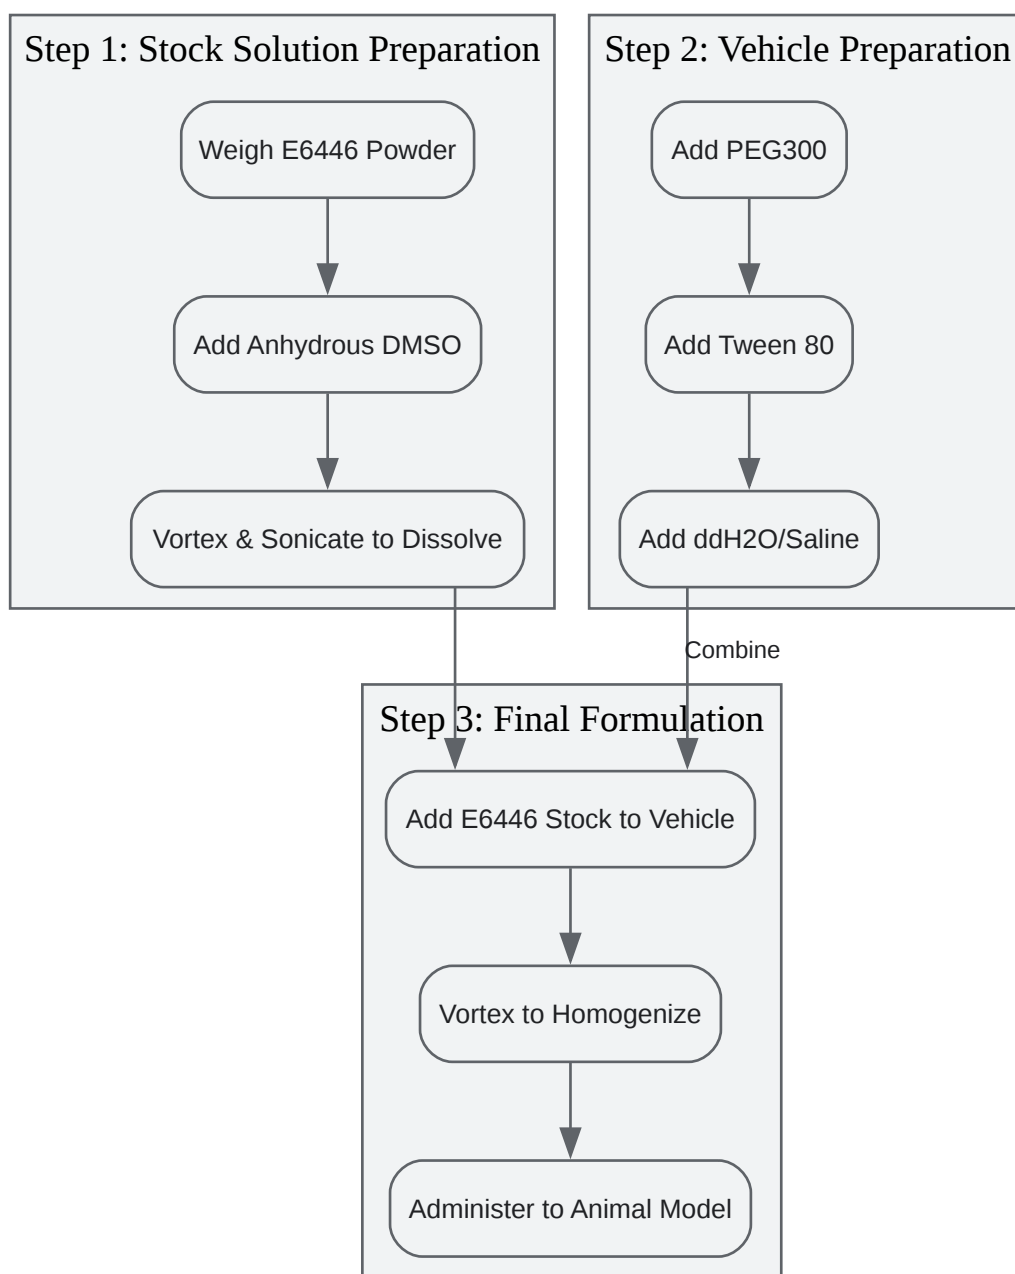 Step 1: Stock Solution Preparation
Weigh E6446 Powder
Add Anhydrous DMSO
Vortex & Sonicate to Dissolve
Step 2: Vehicle Preparation
Add PEG300
Add Tween 80
Add ddH2O/Saline
Combine
Step 3: Final Formulation
Add E6446 Stock to Vehicle
Vortex to Homogenize
Administer to Animal Model